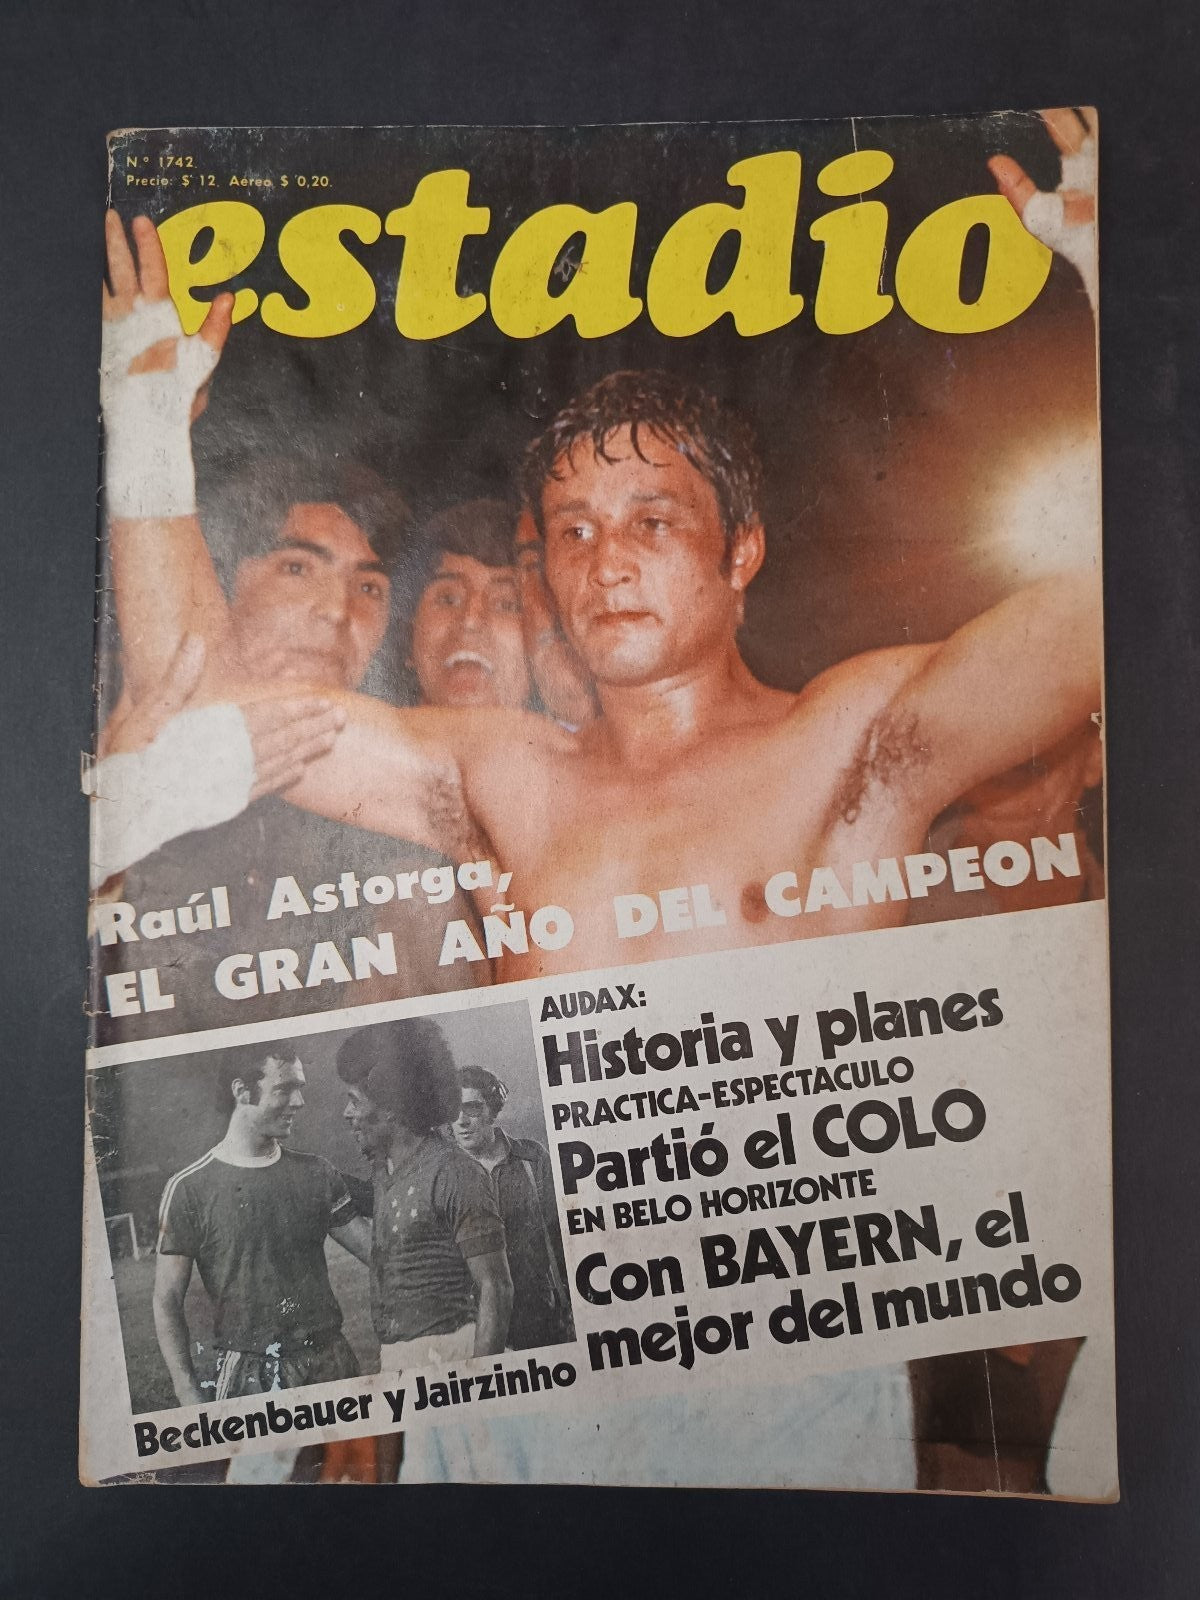 N.º 1742.
Precio: $ 12. Aéreo $ 0,20.
estadio
Raúl Astorga,
EL GRAN AÑO DEL CAMPEON
AUDAX:
Historia y planes
PRACTICA-ESPECTACULO
Partió el COLO
EN BELO HORIZONTE
Con BAYERN, el
mejor del mundo
Beckenbauer y Jairzinho